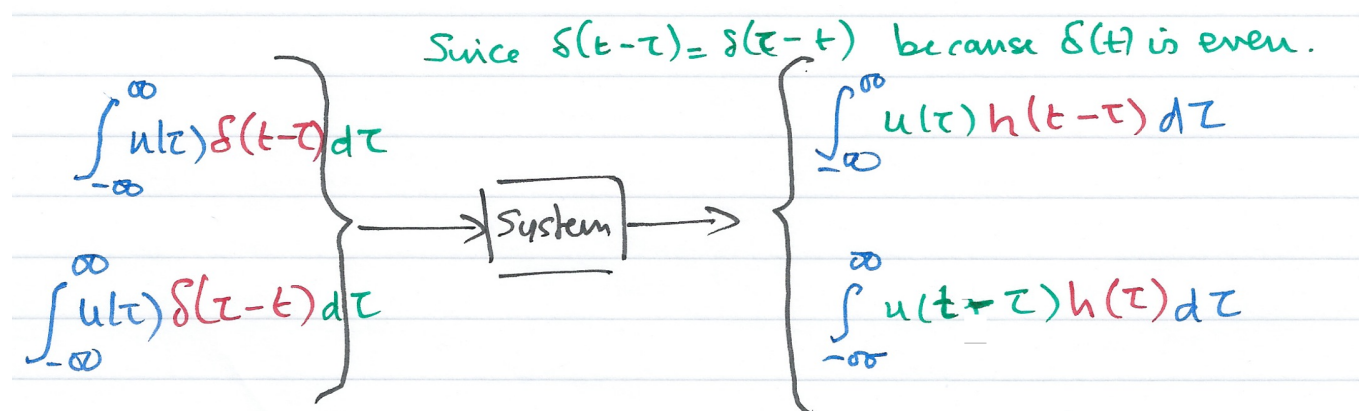 Since δ(t-τ) = δ(τ-t) because δ(t) is even.
∫_{-∞}^{∞} u(τ) δ(t-τ) dτ
∫_{-∞}^{∞} u(τ) h(t-τ) dτ
System
∫_{-∞}^{∞} u(τ) δ(τ-t) dτ
∫_{-∞}^{∞} u(t-τ) h(τ) dτ